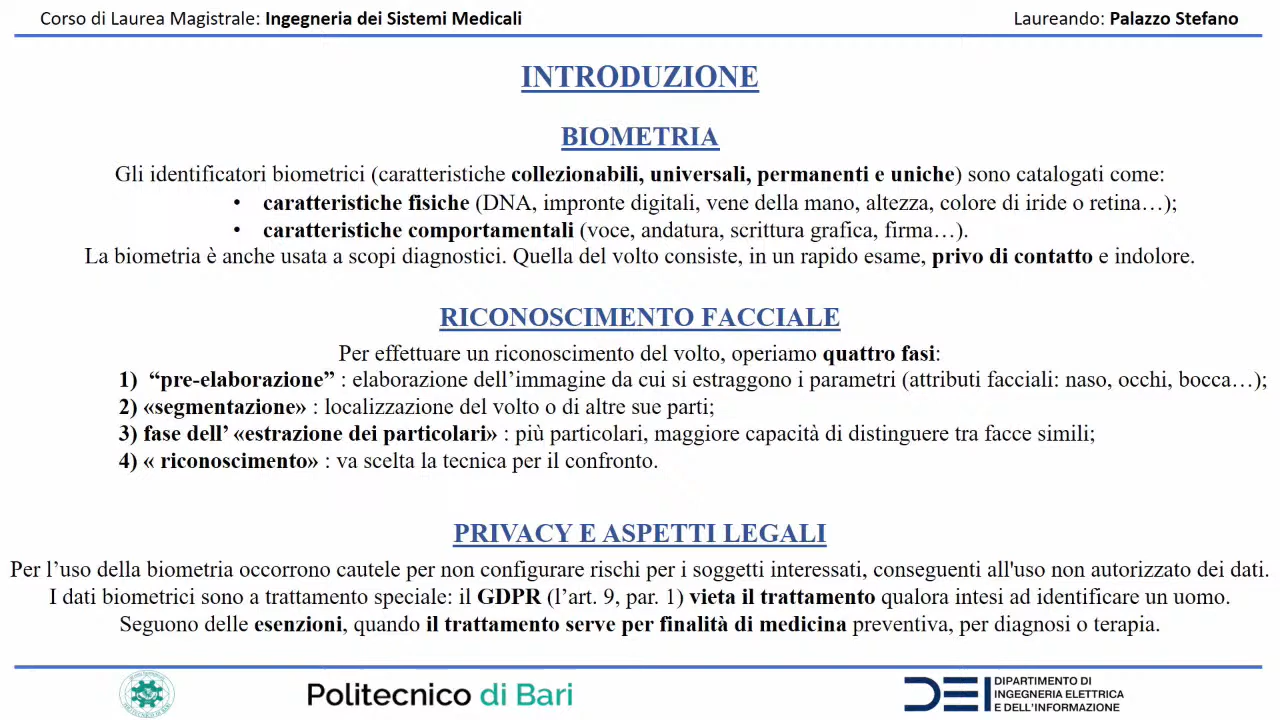 Corso di Laurea Magistrale: Ingegneria dei Sistemi Medicali
Laureando: Palazzo Stefano
INTRODUZIONE
BIOMETRIA
Gli identificatori biometrici (caratteristiche collezionabili, universali, permanenti e uniche) sono catalogati come:
• caratteristiche fisiche (DNA, impronte digitali, vene della mano, altezza, colore di iride o retina…);
• caratteristiche comportamentali (voce, andatura, scrittura grafica, firma…).
La biometria è anche usata a scopi diagnostici. Quella del volto consiste, in un rapido esame, privo di contatto e indolore.
RICONOSCIMENTO FACCIALE
Per effettuare un riconoscimento del volto, operiamo quattro fasi:
1) “pre-elaborazione” : elaborazione dell’immagine da cui si estraggono i parametri (attributi facciali: naso, occhi, bocca…);
2) «segmentazione» : localizzazione del volto o di altre sue parti;
3) fase dell’ «estrazione dei particolari» : più particolari, maggiore capacità di distinguere tra facce simili;
4) « riconoscimento» : va scelta la tecnica per il confronto.
PRIVACY E ASPETTI LEGALI
Per l’uso della biometria occorrono cautele per non configurare rischi per i soggetti interessati, conseguenti all'uso non autorizzato dei dati.
I dati biometrici sono a trattamento speciale: il GDPR (l’art. 9, par. 1) vieta il trattamento qualora intesi ad identificare un uomo.
Seguono delle esenzioni, quando il trattamento serve per finalità di medicina preventiva, per diagnosi o terapia.
Politecnico di Bari
DEI
DIPARTIMENTO DI
INGEGNERIA ELETTRICA
E DELL'INFORMAZIONE